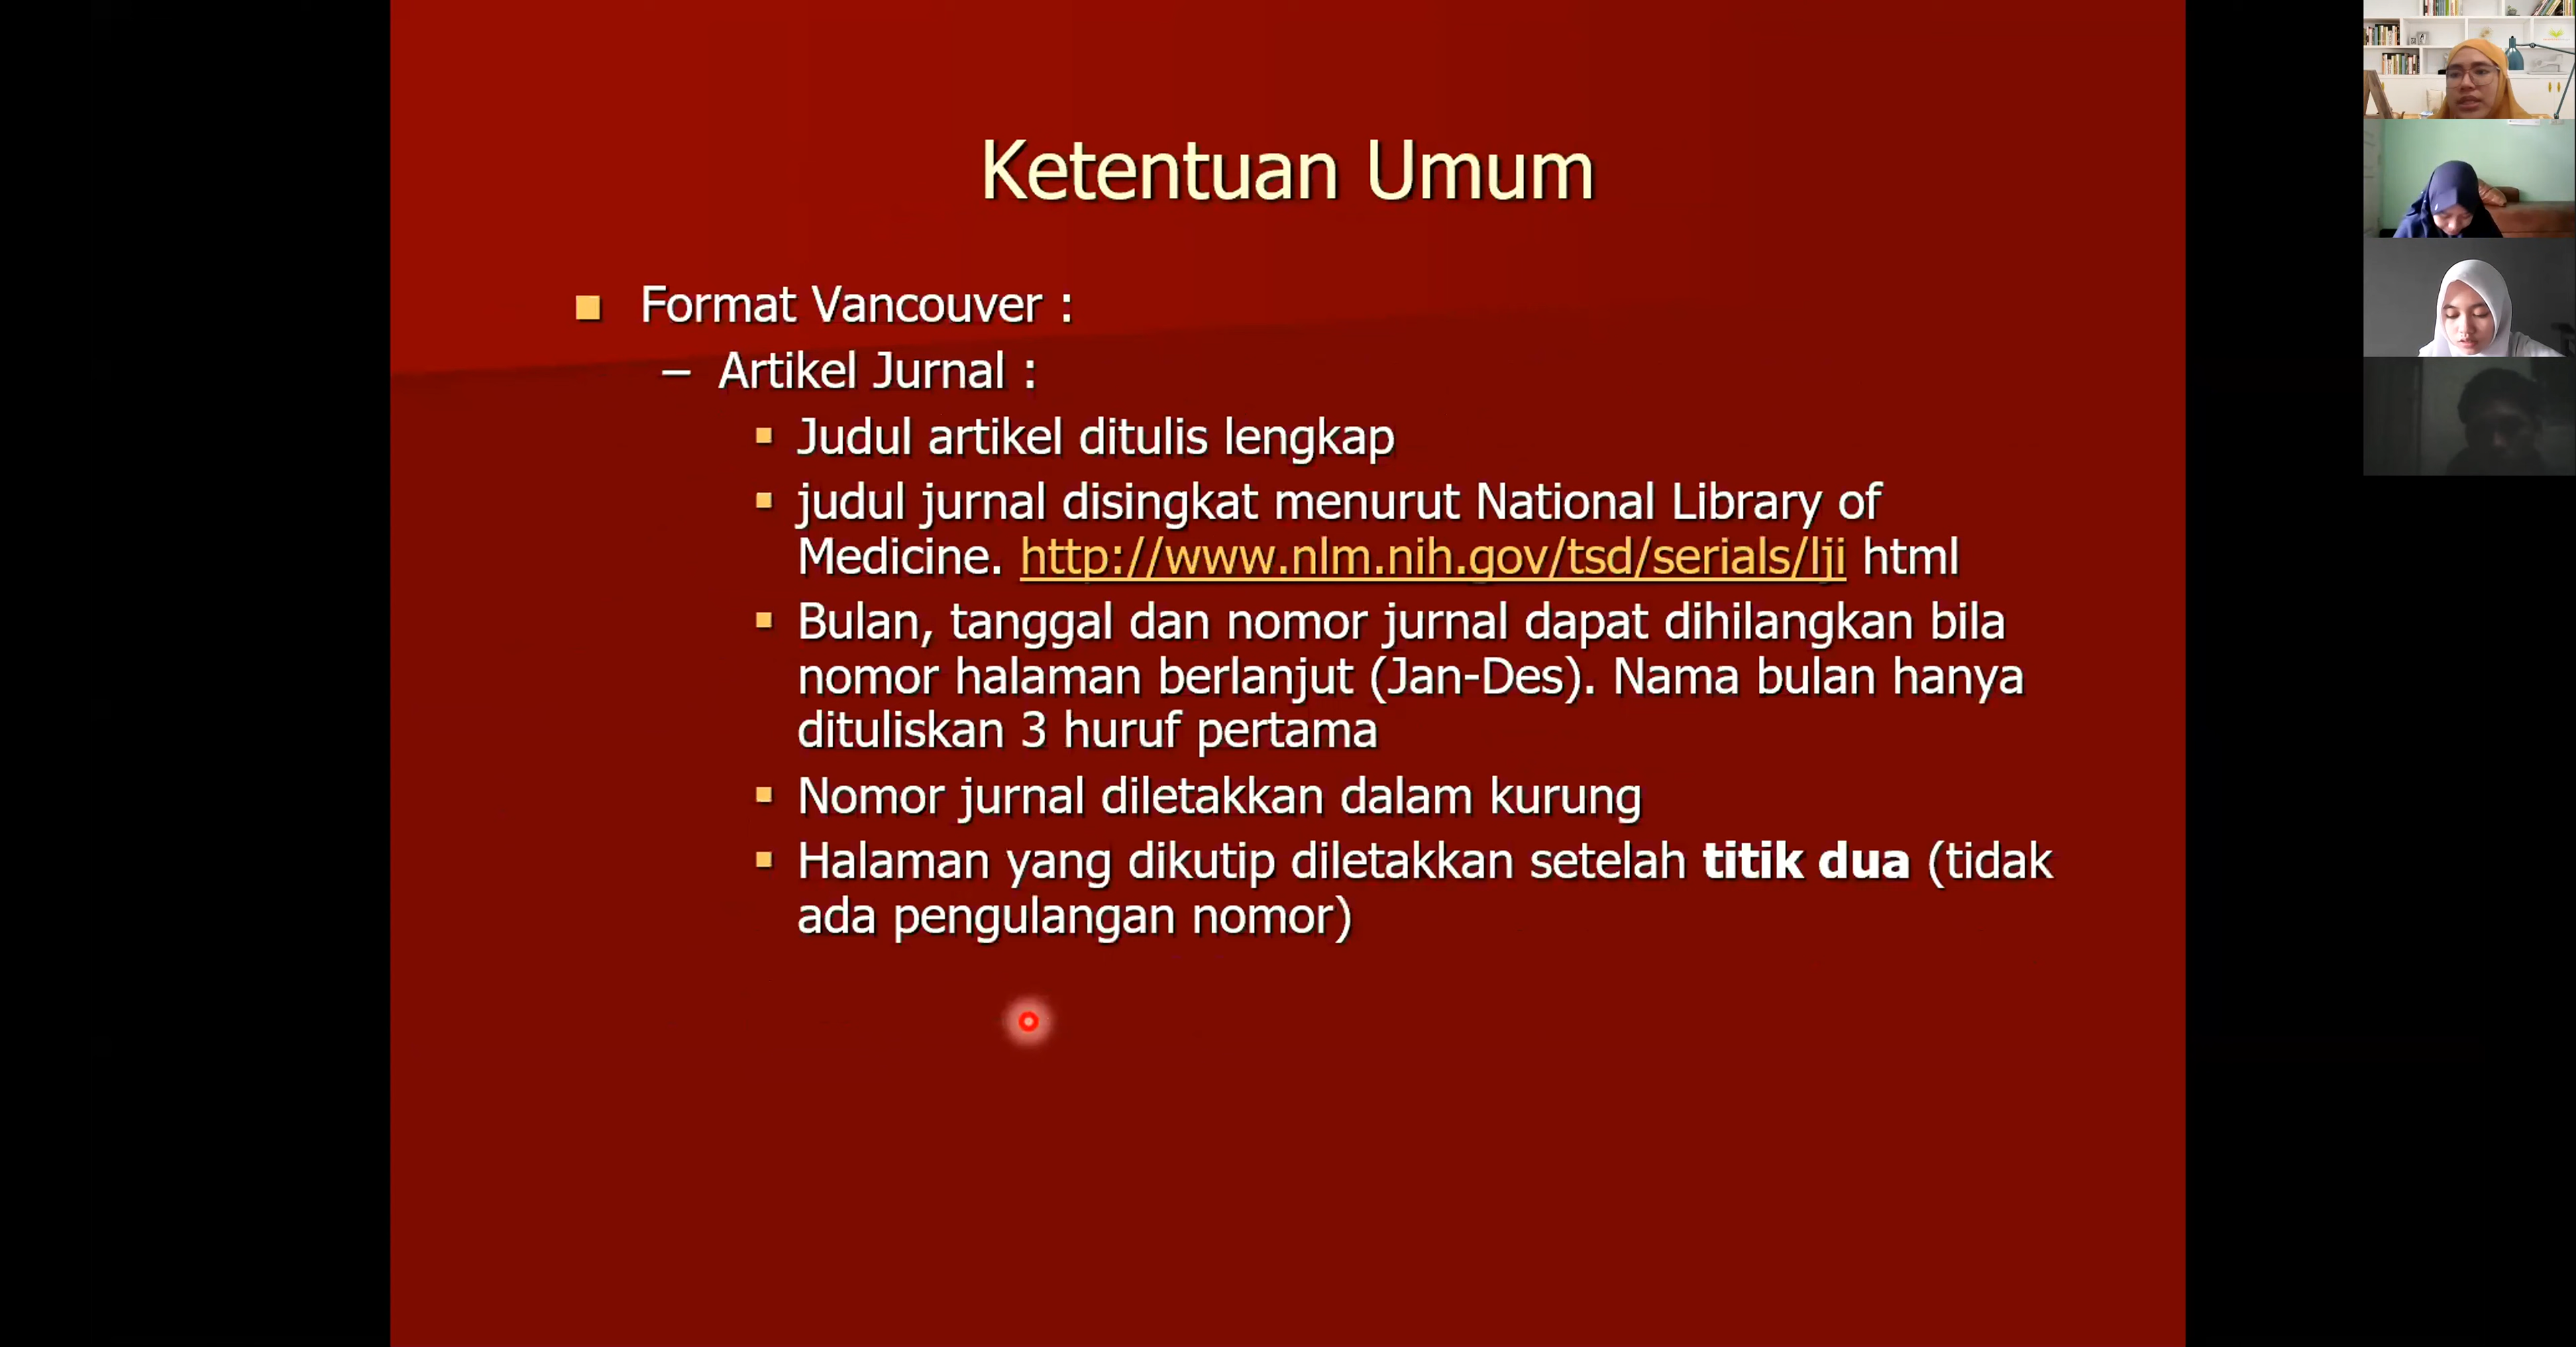 Ketentuan Umum
Format Vancouver :
– Artikel Jurnal :
Judul artikel ditulis lengkap
judul jurnal disingkat menurut National Library of
Medicine. http://www.nlm.nih.gov/tsd/serials/lji html
Bulan, tanggal dan nomor jurnal dapat dihilangkan bila
nomor halaman berlanjut (Jan-Des). Nama bulan hanya
dituliskan 3 huruf pertama
Nomor jurnal diletakkan dalam kurung
Halaman yang dikutip diletakkan setelah titik dua (tidak
ada pengulangan nomor)